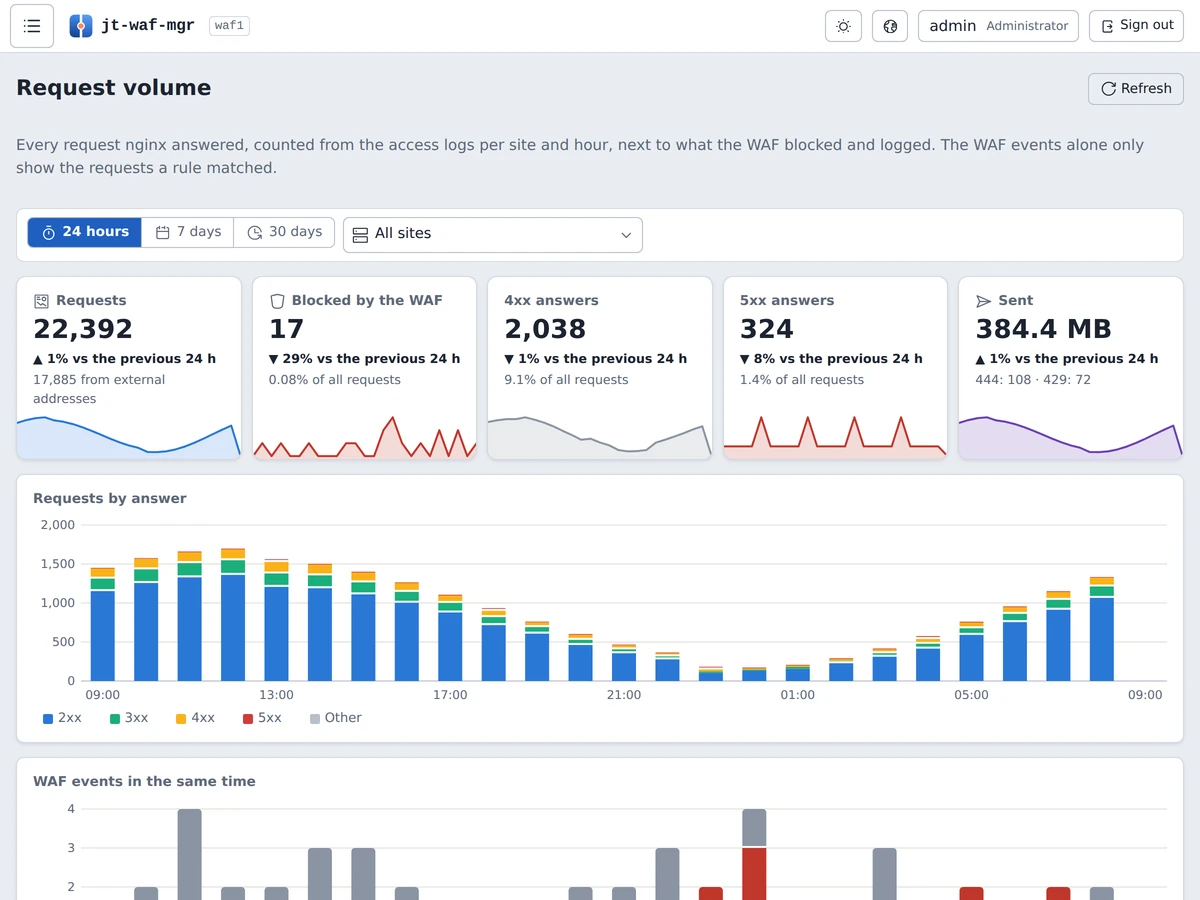 jt-waf-mgr waf1 admin Administrator Sign out
Request volume Refresh
Every request nginx answered, counted from the access logs per site and hour, next to what the WAF blocked and logged. The WAF events alone only
show the requests a rule matched.
24 hours 7 days 30 days All sites
Requests
22,392
▲ 1% vs the previous 24 h
17,885 from external
addresses
Blocked by the WAF
17
▼ 29% vs the previous 24 h
0.08% of all requests
4xx answers
2,038
▼ 1% vs the previous 24 h
9.1% of all requests
5xx answers
324
▼ 8% vs the previous 24 h
1.4% of all requests
Sent
384.4 MB
▲ 1% vs the previous 24 h
444: 108 · 429: 72
Requests by answer
2,000
1,500
1,000
500
0
09:00 13:00 17:00 21:00 01:00 05:00 09:00
2xx 3xx 4xx 5xx Other
WAF events in the same time
4
3
2